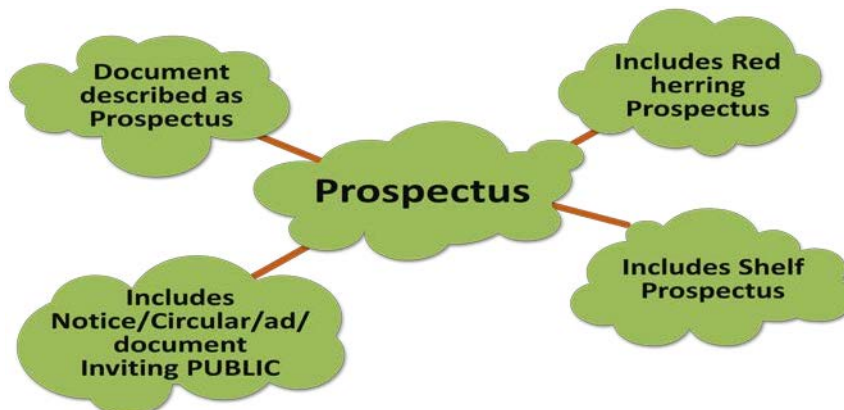 Document
described as
Prospectus
Includes Red
herring
Prospectus
Prospectus
Includes
Notice/Circular/ad/
document
Inviting PUBLIC
Includes Shelf
Prospectus